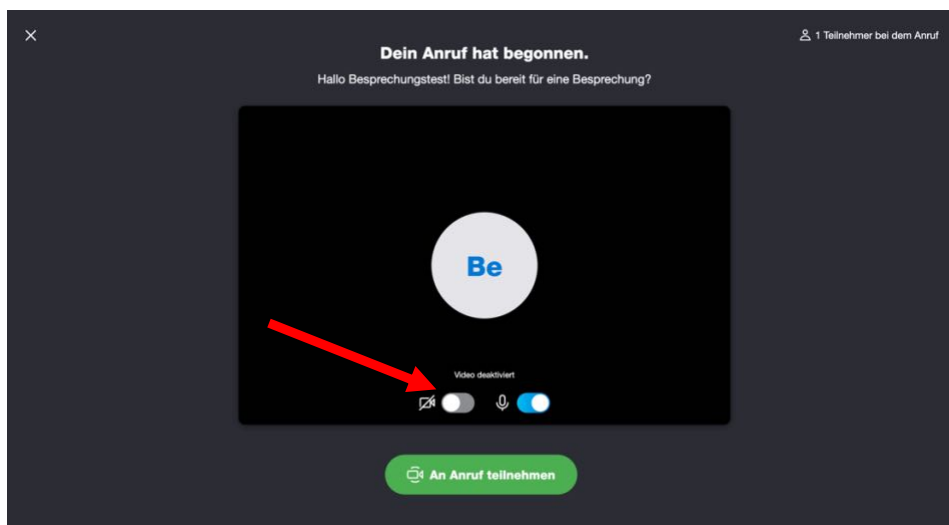 1 Teilnehmer bei dem Anruf
Dein Anruf hat begonnen.
Hallo Besprechungstest! Bist du bereit für eine Besprechung?
Be
Video deaktiviert
An Anruf teilnehmen